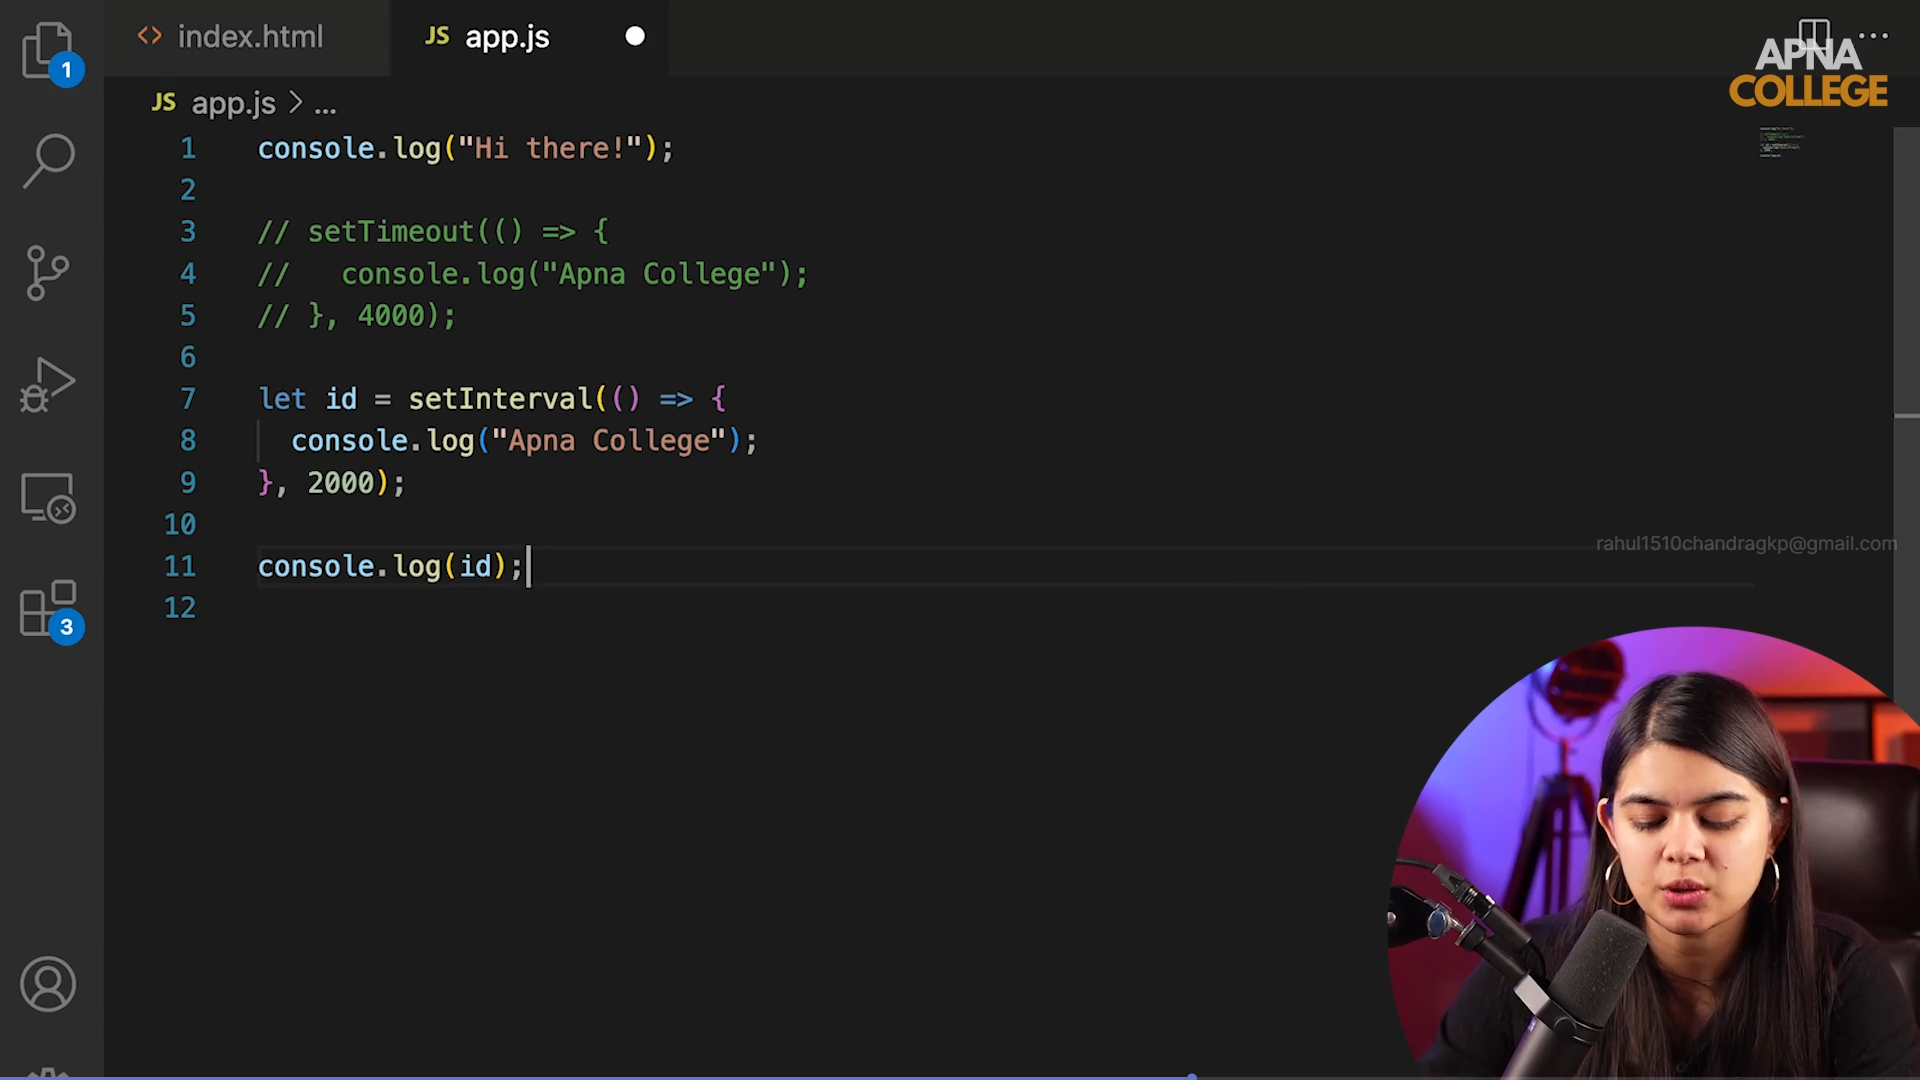 index.html
JS app.js
1
APNA
COLLEGE
JS app.js > ...
1 console.log("Hi there!");
2
3 // setTimeout(() => {
4 //   console.log("Apna College");
5 // }, 4000);
6
7 let id = setInterval(() => {
8   console.log("Apna College");
9 }, 2000);
10
11 console.log(id);
12
3
rahul1510chandragkp@gmail.com